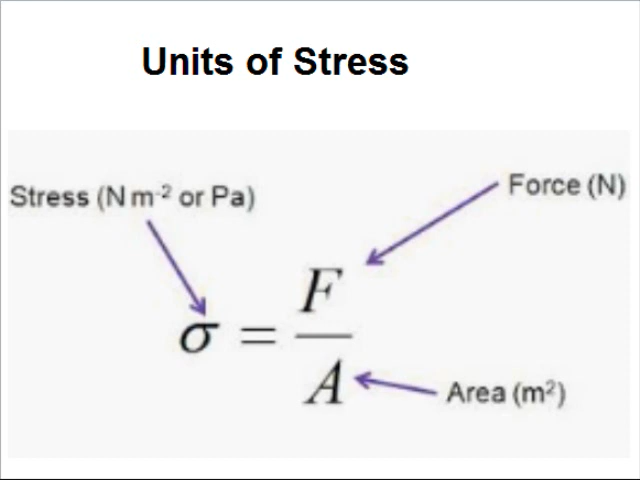 Units of Stress
Stress (N m⁻² or Pa)
Force (N)
σ = F / A
Area (m²)